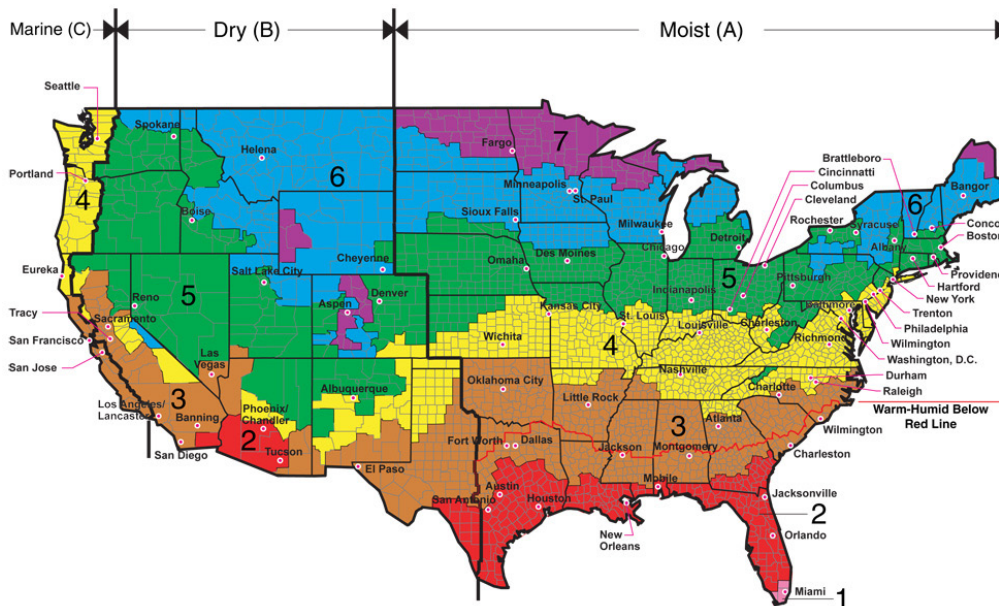 Marine (C)
Dry (B)
Moist (A)
Seattle
Spokane
Helena
Fargo
7
Brattleboro
Cincinnatti
Columbus
Cleveland
Portland
4
6
Minneapolis
St. Paul
Bangor
6
Boise
Sioux Falls
Milwaukee
Rochester
Syracuse
Concord
Albany
Boston
Eureka
Salt Lake City
Cheyenne
Omaha
Des Moines
Chicago
Detroit
5
Pittsburgh
Providence
Hartford
Tracy
Reno
5
Aspen
Denver
Indianapolis
New York
Trenton
Sacramento
Kansas City
St. Louis
Baltimore
Philadelphia
San Francisco
Wichita
4
Louisville
Charleston
Richmond
Wilmington
San Jose
Las
Vegas
Washington, D.C.
Nashville
Durham
Albuquerque
Oklahoma City
Charlotte
Raleigh
3
Los Angeles/
Lancaster
Banning
Phoenix/
Chandler
Little Rock
3
Atlanta
Warm-Humid Below
Red Line
2
Wilmington
San Diego
Tucson
El Paso
Fort Worth
Dallas
Jackson
Montgomery
Charleston
San Antonio
Austin
Houston
Mobile
Jacksonville
2
New
Orleans
Orlando
Miami
1